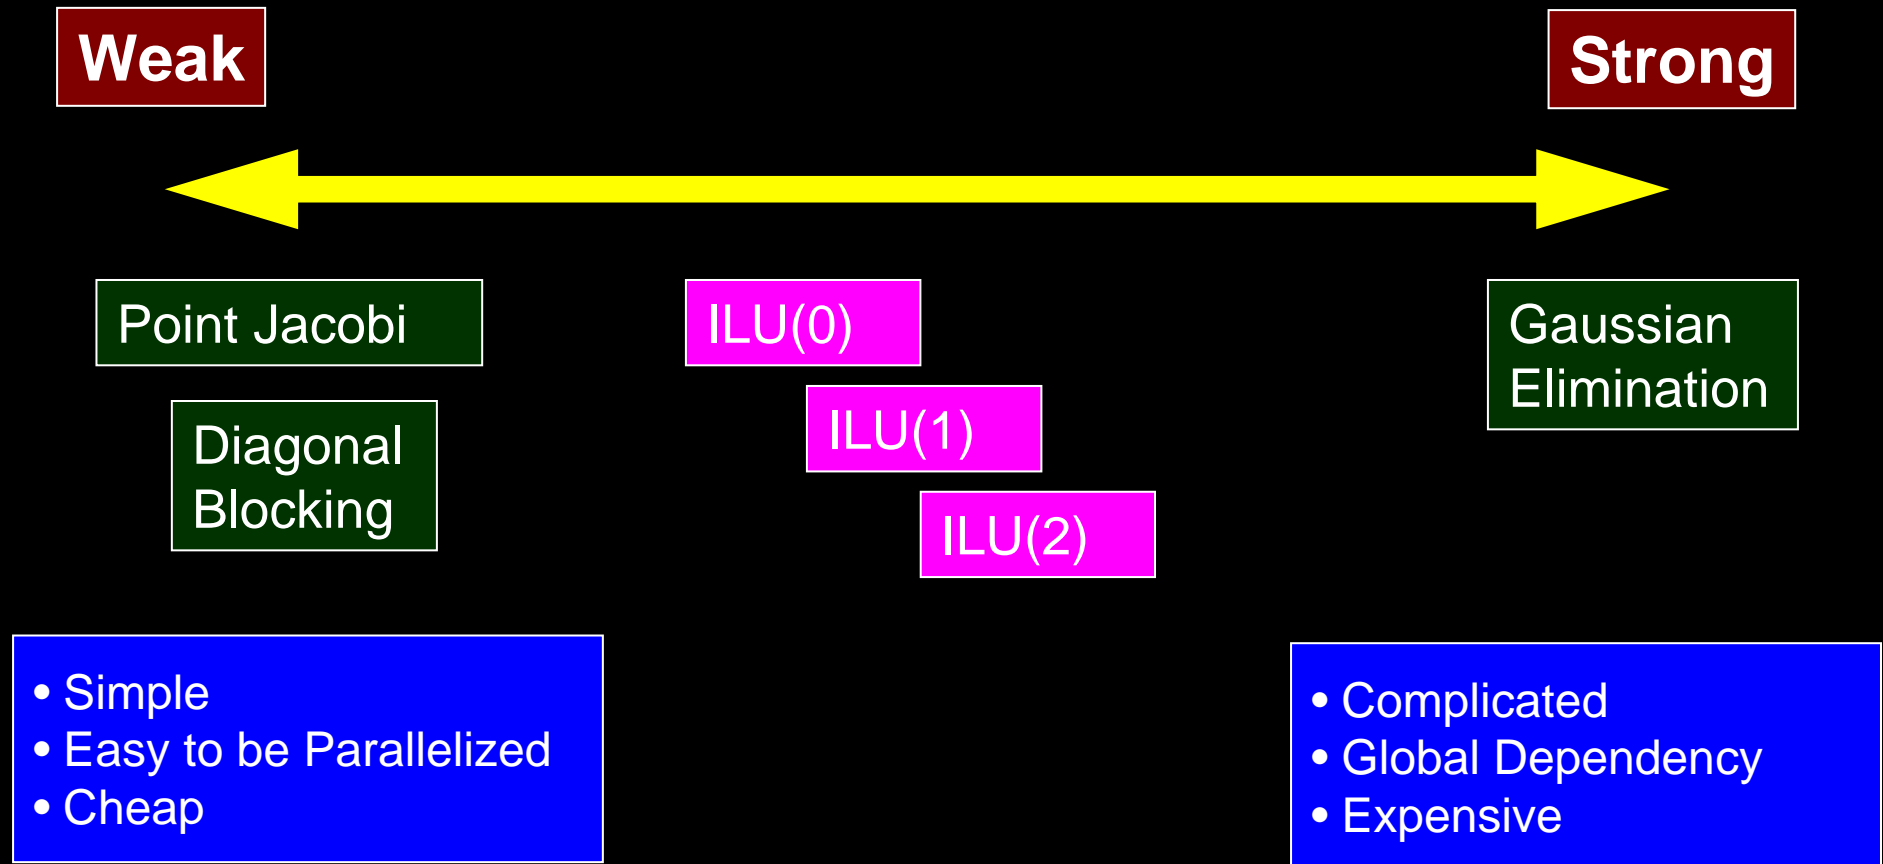 Weak
Strong
Point Jacobi
Diagonal
Blocking
ILU(0)
ILU(1)
ILU(2)
Gaussian
Elimination
• Simple
• Easy to be Parallelized
• Cheap
• Complicated
• Global Dependency
• Expensive